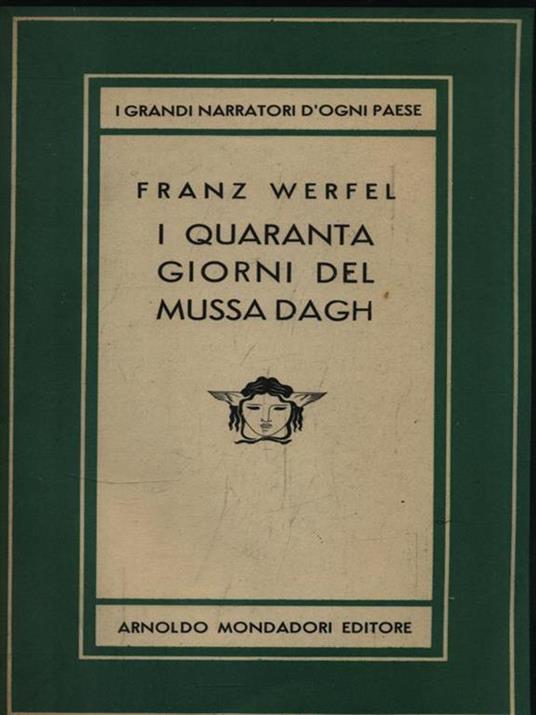 I GRANDI NARRATORI D'OGNI PAESE
FRANZ WERFEL
I QUARANTA
GIORNI DEL
MUSSA DAGH
ARNOLDO MONDADORI EDITORE